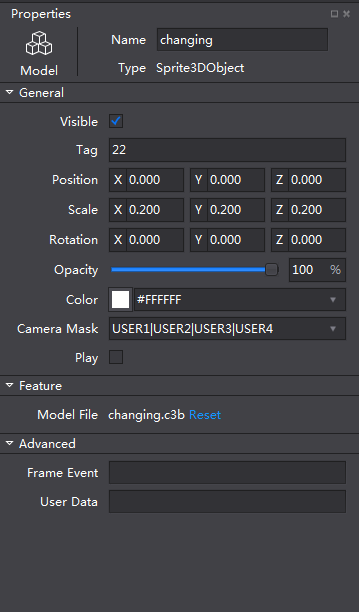 Properties
Name changing
Model
Type Sprite3DObject
General
Visible
Tag 22
Position X 0.000 Y 0.000 Z 0.000
Scale X 0.200 Y 0.200 Z 0.200
Rotation X 0.000 Y 0.000 Z 0.000
Opacity 100 %
Color #FFFFFF
Camera Mask USER1|USER2|USER3|USER4
Play
Feature
Model File changing.c3b Reset
Advanced
Frame Event
User Data